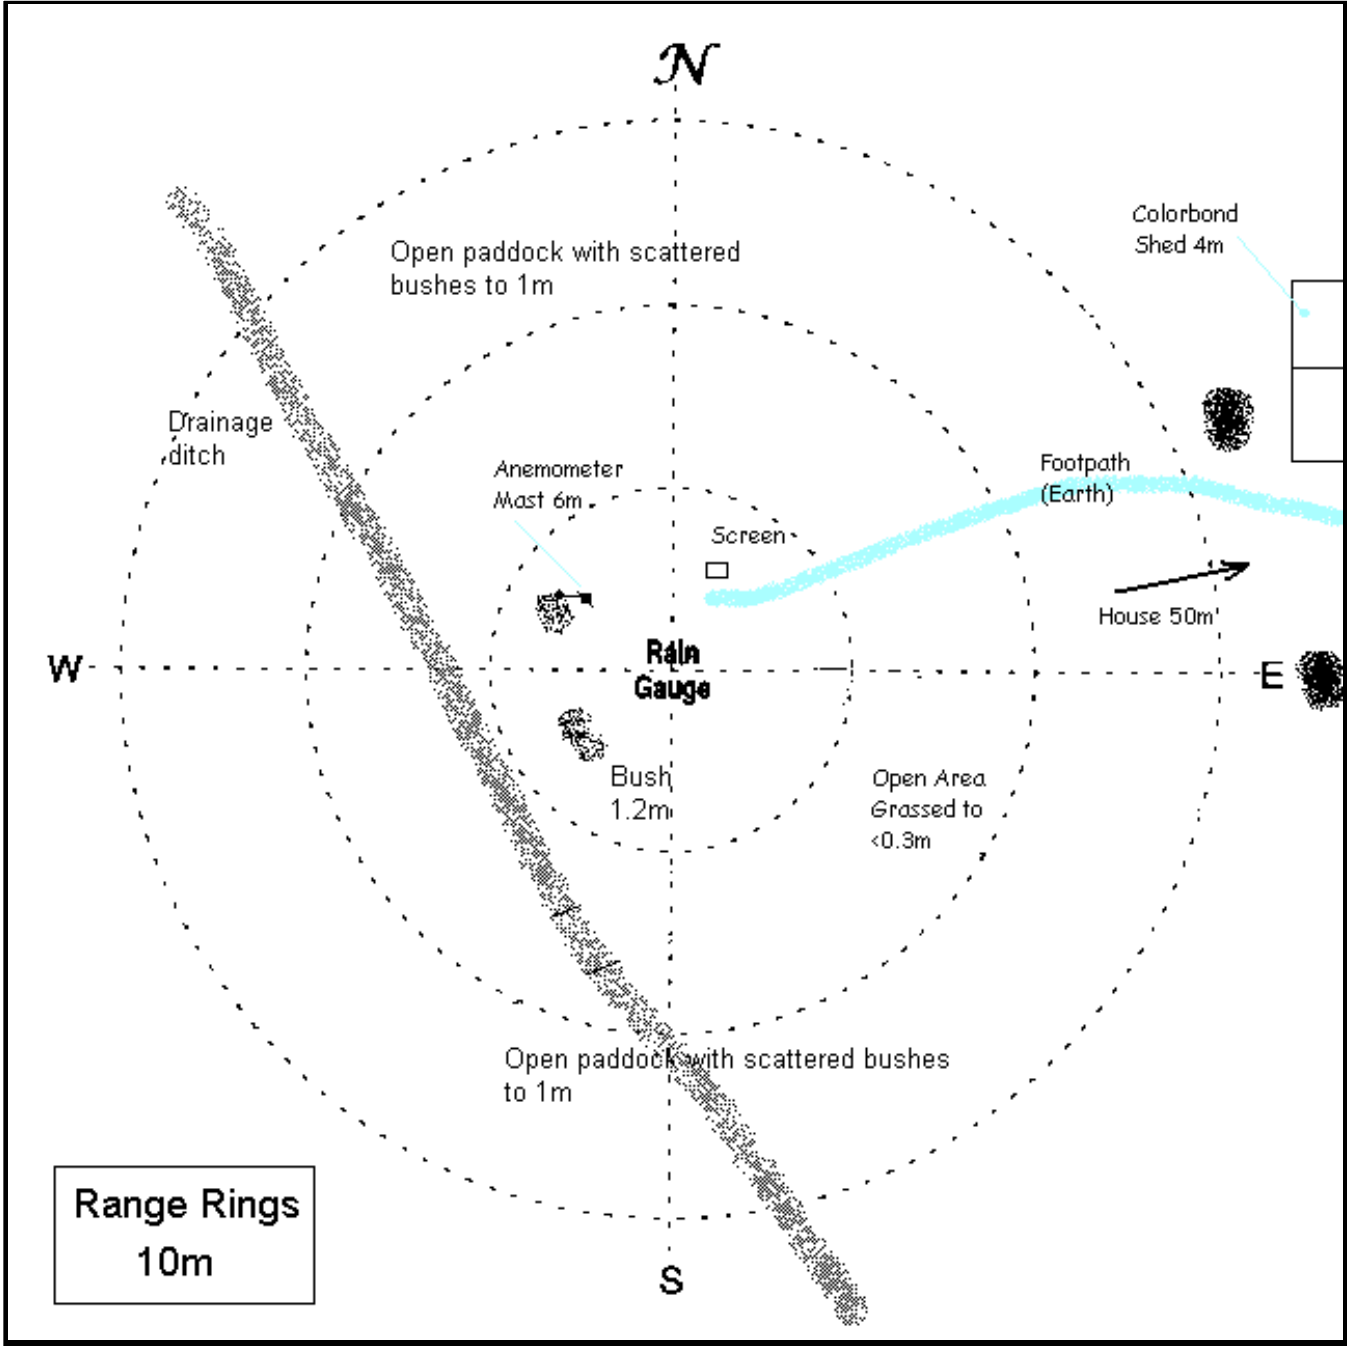 N
Colorbond
Shed 4m
Open paddock with scattered
bushes to 1m
Drainage
ditch
Anemometer
Mast 6m
Footpath
(Earth)
Screen
House 50m
W
Rain
Gauge
E
Bush
1.2m
Open Area
Grassed to
<0.3m
Open paddock with scattered bushes
to 1m
Range Rings
10m
S